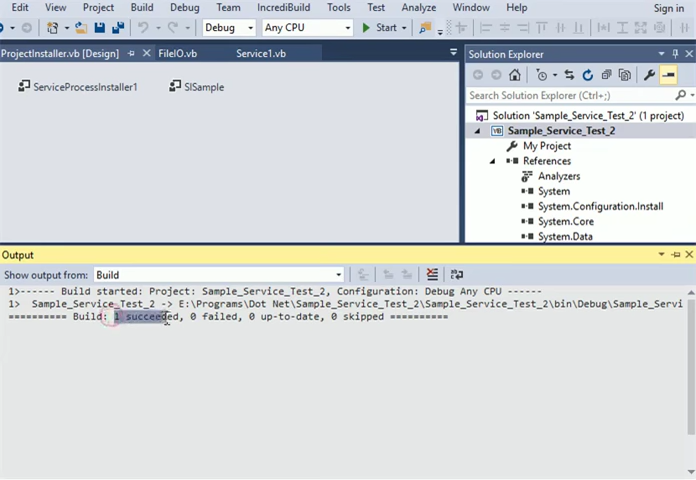 Edit View Project Build Debug Team IncrediBuild Tools Test Analyze Window Help Sign in
Debug Any CPU Start
ProjectInstaller.vb [Design] FileIO.vb Service1.vb
ServiceProcessInstaller1 SISample
Solution Explorer
Search Solution Explorer (Ctrl+;)
Solution 'Sample_Service_Test_2' (1 project)
VB Sample_Service_Test_2
My Project
References
Analyzers
System
System.Configuration.Install
System.Core
System.Data
Output
Show output from: Build
1>------ Build started: Project: Sample_Service_Test_2, Configuration: Debug Any CPU ------
1> Sample_Service_Test_2 -> E:\Programs\Dot Net\Sample_Service_Test_2\Sample_Service_Test_2\bin\Debug\Sample_Servi
========== Build: 1 succeeded, 0 failed, 0 up-to-date, 0 skipped ==========